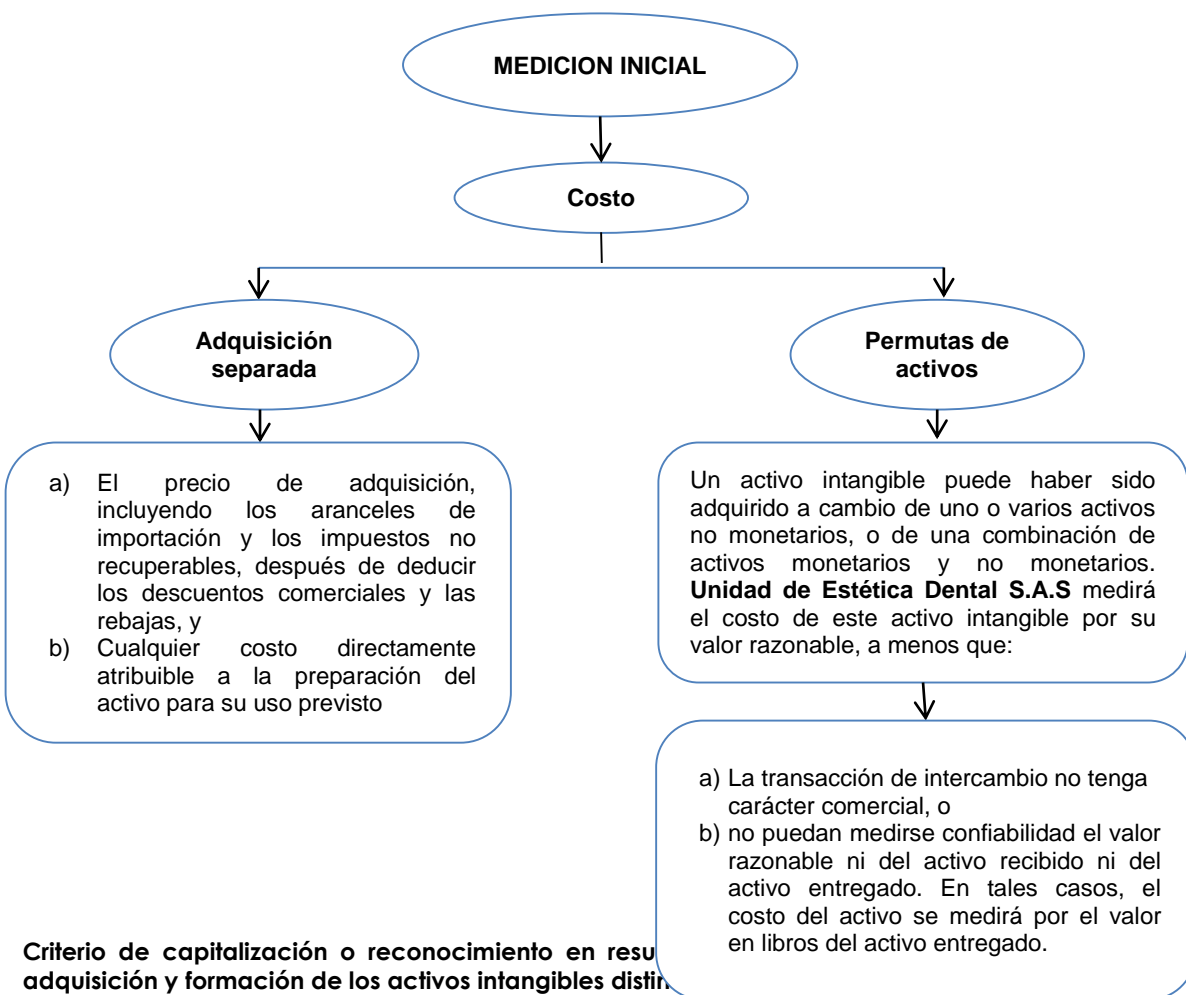 MEDICION INICIAL
Costo
Adquisición
separada
Permutas de
activos
a) El precio de adquisición,
incluyendo los aranceles de
importación y los impuestos no
recuperables, después de deducir
los descuentos comerciales y las
rebajas, y
b) Cualquier costo directamente
atribuible a la preparación del
activo para su uso previsto
Un activo intangible puede haber sido
adquirido a cambio de uno o varios activos
no monetarios, o de una combinación de
activos monetarios y no monetarios.
Unidad de Estética Dental S.A.S medirá
el costo de este activo intangible por su
valor razonable, a menos que:
a) La transacción de intercambio no tenga
carácter comercial, o
b) no puedan medirse confiabilidad el valor
razonable ni del activo recibido ni del
activo entregado. En tales casos, el
costo del activo se medirá por el valor
en libros del activo entregado.
Criterio de capitalización o reconocimiento en
adquisición y formación de los activos intangibles